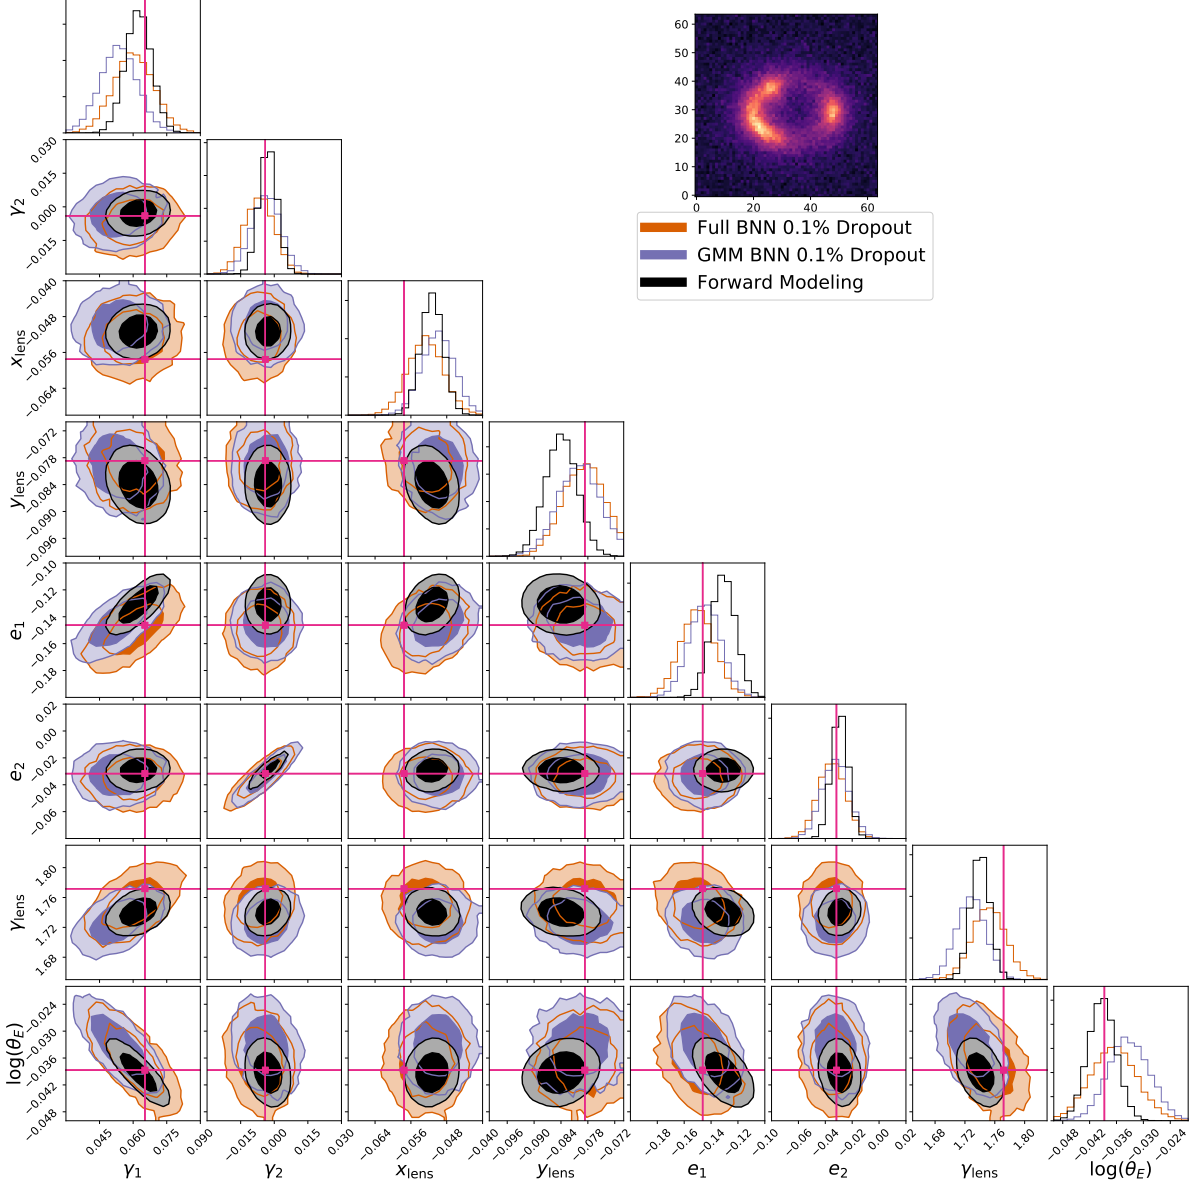 60
50
40
30
20
10
0
0 20 40 60
Full BNN 0.1% Dropout
GMM BNN 0.1% Dropout
Forward Modeling
0.030
0.015
0.000
−0.015
−0.030
γ2
−0.040
−0.048
−0.056
−0.064
xlens
−0.072
−0.078
−0.084
−0.090
−0.096
ylens
−0.10
−0.12
−0.14
−0.16
−0.18
e1
0.02
0.00
−0.02
−0.04
−0.06
e2
1.80
1.76
1.72
1.68
γlens
−0.024
−0.030
−0.036
−0.042
−0.048
log(θE)
0.045 0.060 0.075 0.090
−0.015 0.000 0.015 0.030
−0.064 −0.056 −0.048 −0.040
−0.096 −0.090 −0.084 −0.078 −0.072
−0.18 −0.16 −0.14 −0.12 −0.10
−0.06 −0.04 −0.02 0.00 0.02
1.68 1.72 1.76 1.80
−0.048 −0.042 −0.036 −0.030 −0.024
γ1 γ2 xlens ylens e1 e2 γlens log(θE)